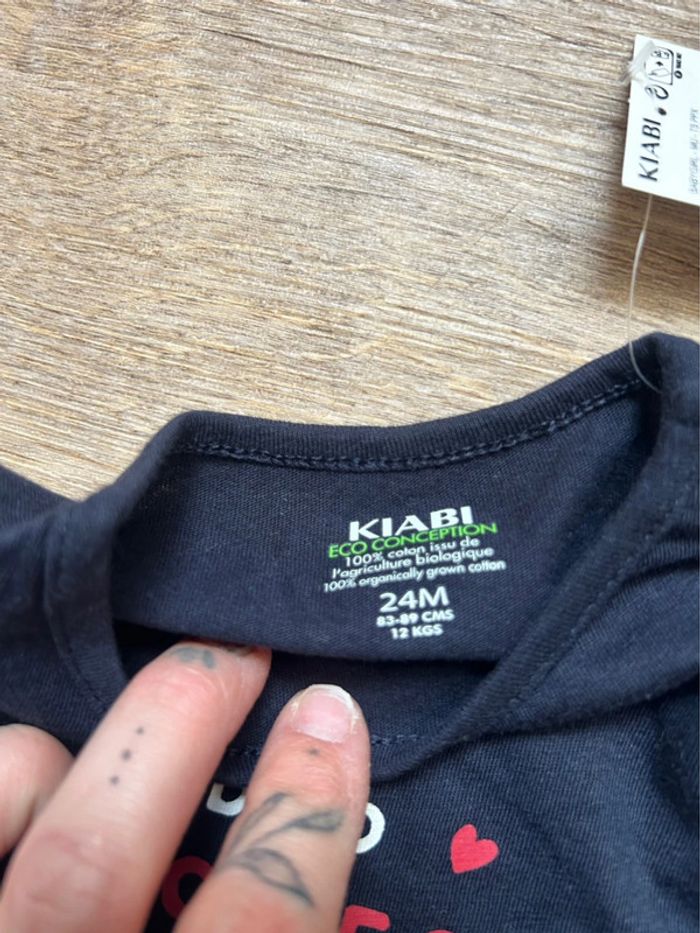 KIABI
KIABI
ECO CONCEPTION
100% coton issu de
l'agriculture biologique
100% organically grown cotton
24M
83-89 CMS
12 KGS